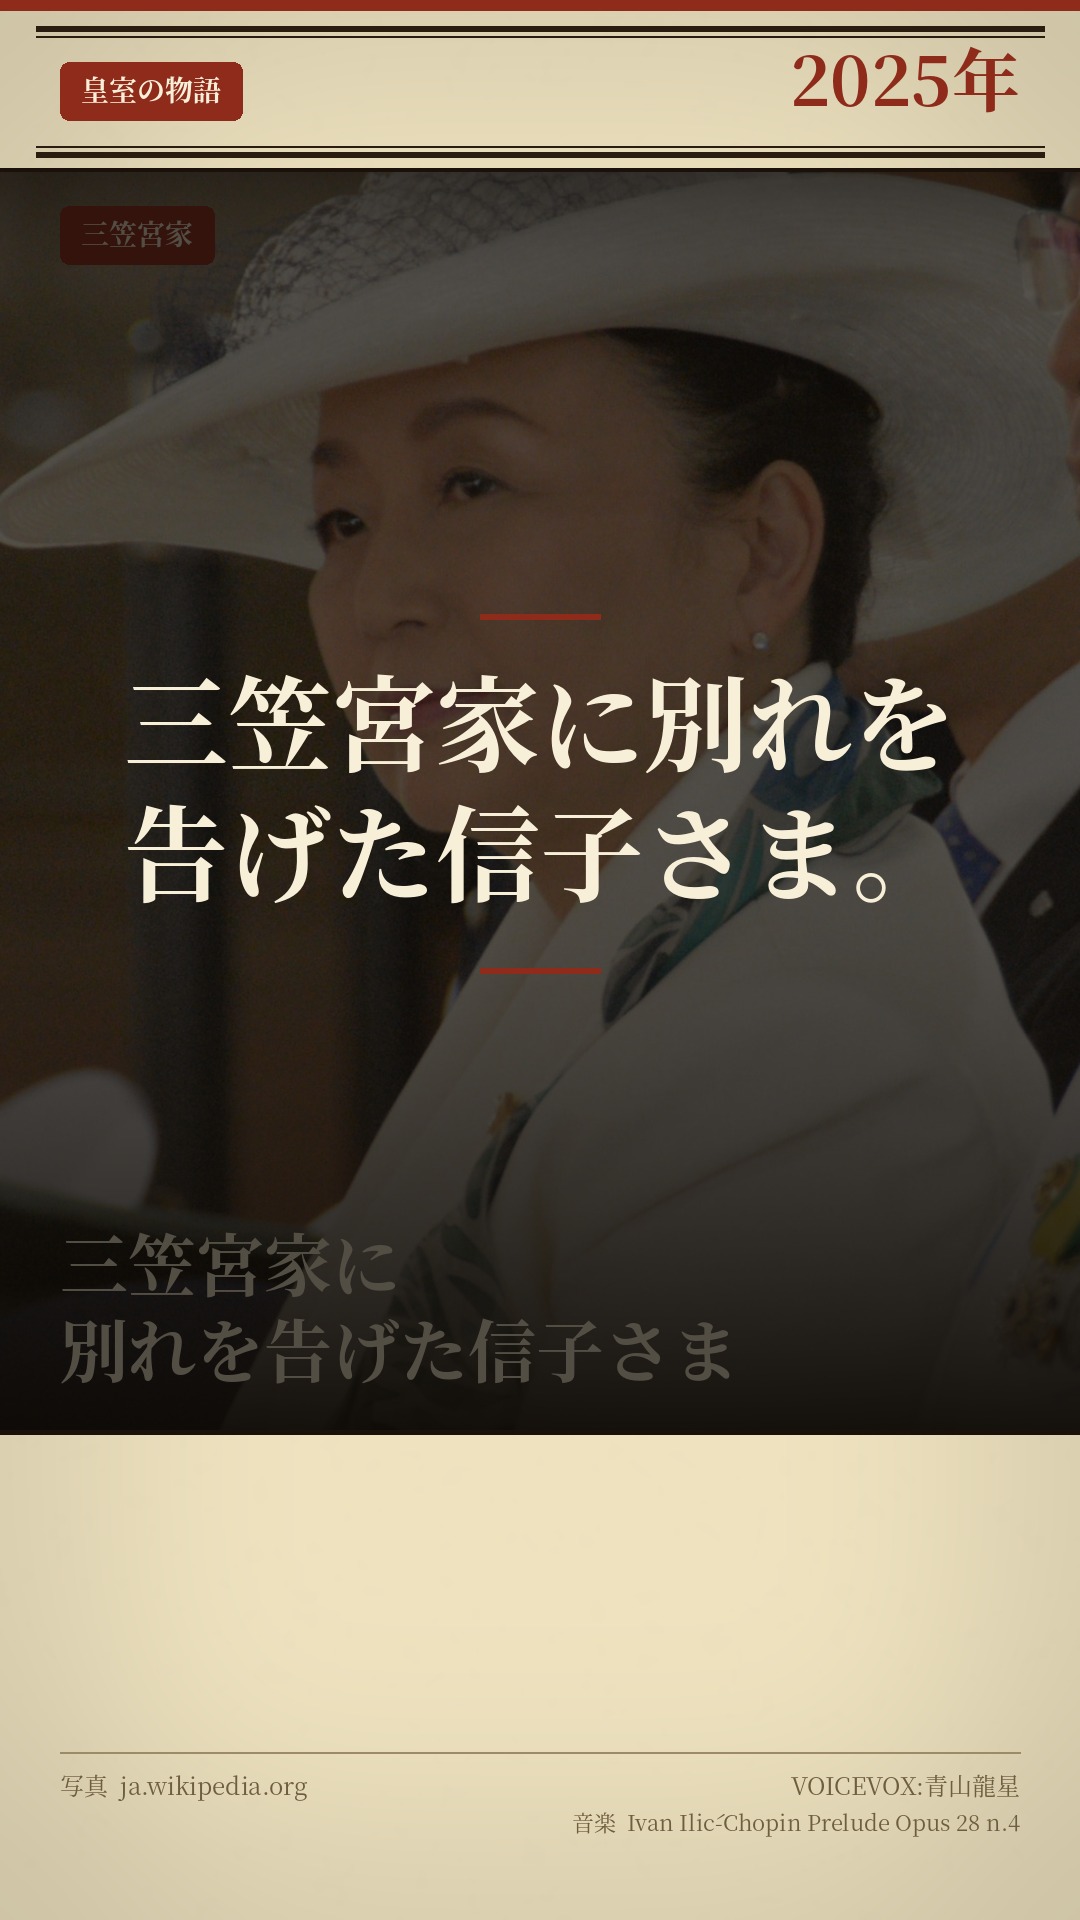 皇室の物語
2025年
三笠宮家
三笠宮家に別れを
告げた信子さま。
三笠宮家に
別れを告げた信子さま
写真 ja.wikipedia.org
VOICEVOX:青山龍星
音楽 Ivan Ilic-Chopin Prelude Opus 28 n.4